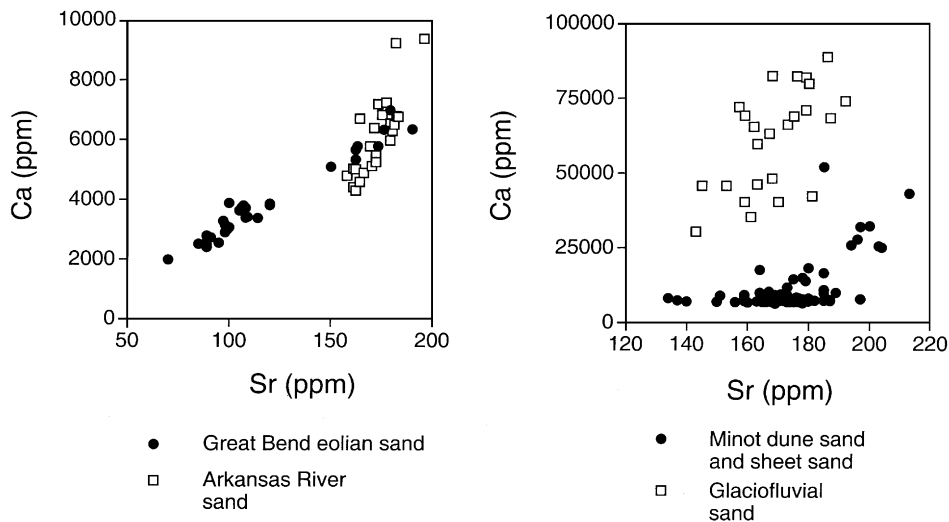 10000
8000
6000
4000
2000
0
Ca (ppm)
50
100
150
200
Sr (ppm)
Great Bend eolian sand
Arkansas River
sand
100000
75000
50000
25000
0
Ca (ppm)
120
140
160
180
200
220
Sr (ppm)
Minot dune sand
and sheet sand
Glaciofluvial
sand